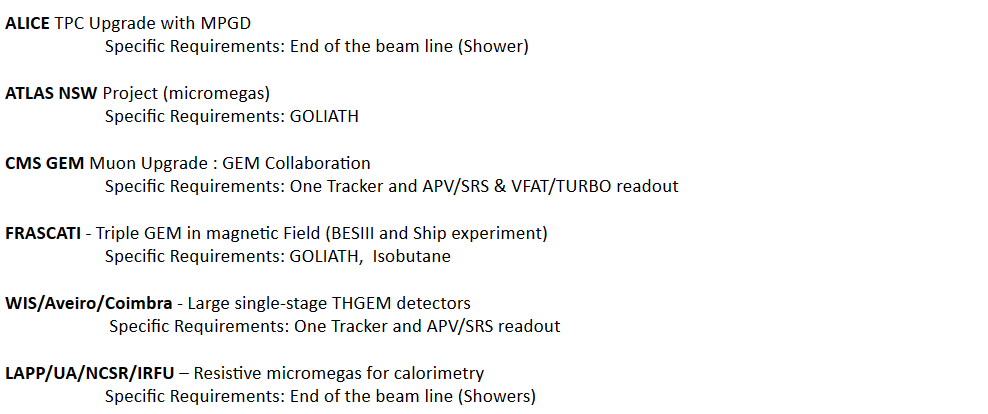 ALICE TPC Upgrade with MPGD
Specific Requirements: End of the beam line (Shower)
ATLAS NSW Project (micromegas)
Specific Requirements: GOLIATH
CMS GEM Muon Upgrade : GEM Collaboration
Specific Requirements: One Tracker and APV/SRS & VFAT/TURBO readout
FRASCATI - Triple GEM in magnetic Field (BESIII and Ship experiment)
Specific Requirements: GOLIATH,  Isobutane
WIS/Aveiro/Coimbra - Large single-stage THGEM detectors
Specific Requirements: One Tracker and APV/SRS readout
LAPP/UA/NCSR/IRFU – Resistive micromegas for calorimetry
Specific Requirements: End of the beam line (Showers)